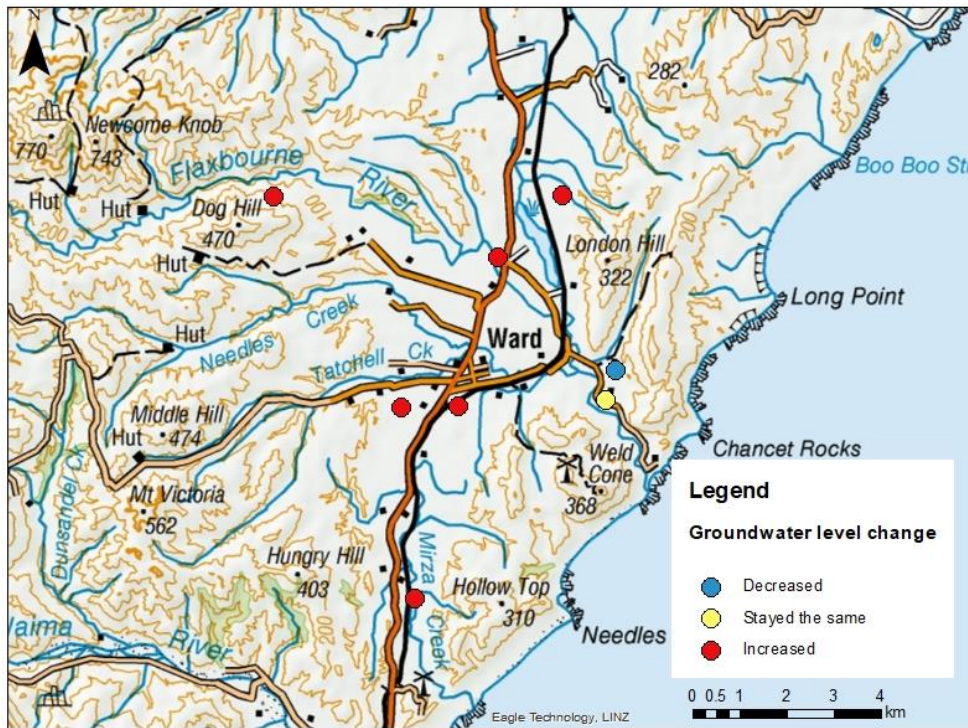 N
282
Newcome Knob
770
743
Flaxbourne
River
Boo Boo St
Hut
Hut
Dog Hill
470
100
200
200
London Hill
322
Hut
Long Point
Ward
Needles Creek
Hut
Tatchell Ck
Middle Hill
474
Hut
Chancet Rocks
Weld
Cone
368
Mt Victoria
562
Dunsandel Ck
Hungry Hill
403
200
Mirza
Creek
Hollow Top
310
Needles
River
Legend
Groundwater level change
Decreased
Stayed the same
Increased
0 0.5 1 2 3 4
km
Eagle Technology, LINZ